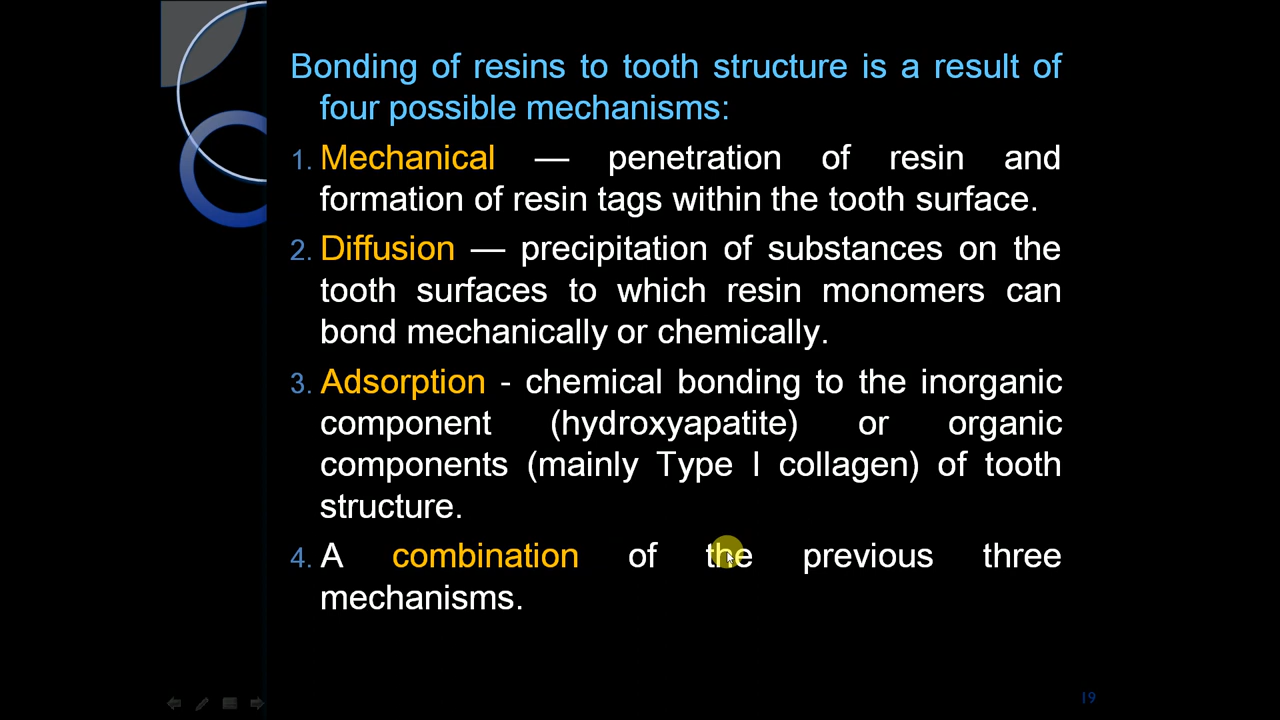 Bonding of resins to tooth structure is a result of
four possible mechanisms:
1. Mechanical — penetration of resin and
formation of resin tags within the tooth surface.
2. Diffusion — precipitation of substances on the
tooth surfaces to which resin monomers can
bond mechanically or chemically.
3. Adsorption - chemical bonding to the inorganic
component (hydroxyapatite) or organic
components (mainly Type I collagen) of tooth
structure.
4. A combination of the previous three
mechanisms.
19